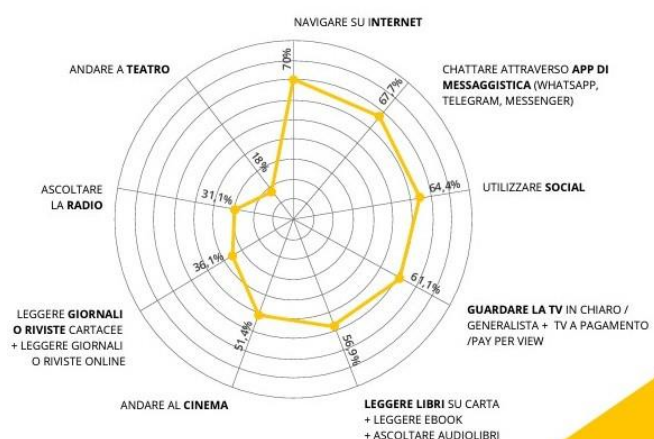 NAVIGARE SU INTERNET
70%
CHATTARE ATTRAVERSO APP DI
MESSAGGISTICA (WHATSAPP,
TELEGRAM, MESSENGER)
67,7%
UTILIZZARE SOCIAL
64,4%
GUARDARE LA TV IN CHIARO /
GENERALISTA + TV A PAGAMENTO
/PAY PER VIEW
61,1%
LEGGERE LIBRI SU CARTA
+ LEGGERE EBOOK
+ ASCOLTARE AUDIOLIBRI
56,9%
ANDARE AL CINEMA
51,4%
LEGGERE GIORNALI
O RIVISTE CARTACEE
+ LEGGERE GIORNALI
O RIVISTE ONLINE
36,1%
ASCOLTARE
LA RADIO
31,1%
ANDARE A TEATRO
18%